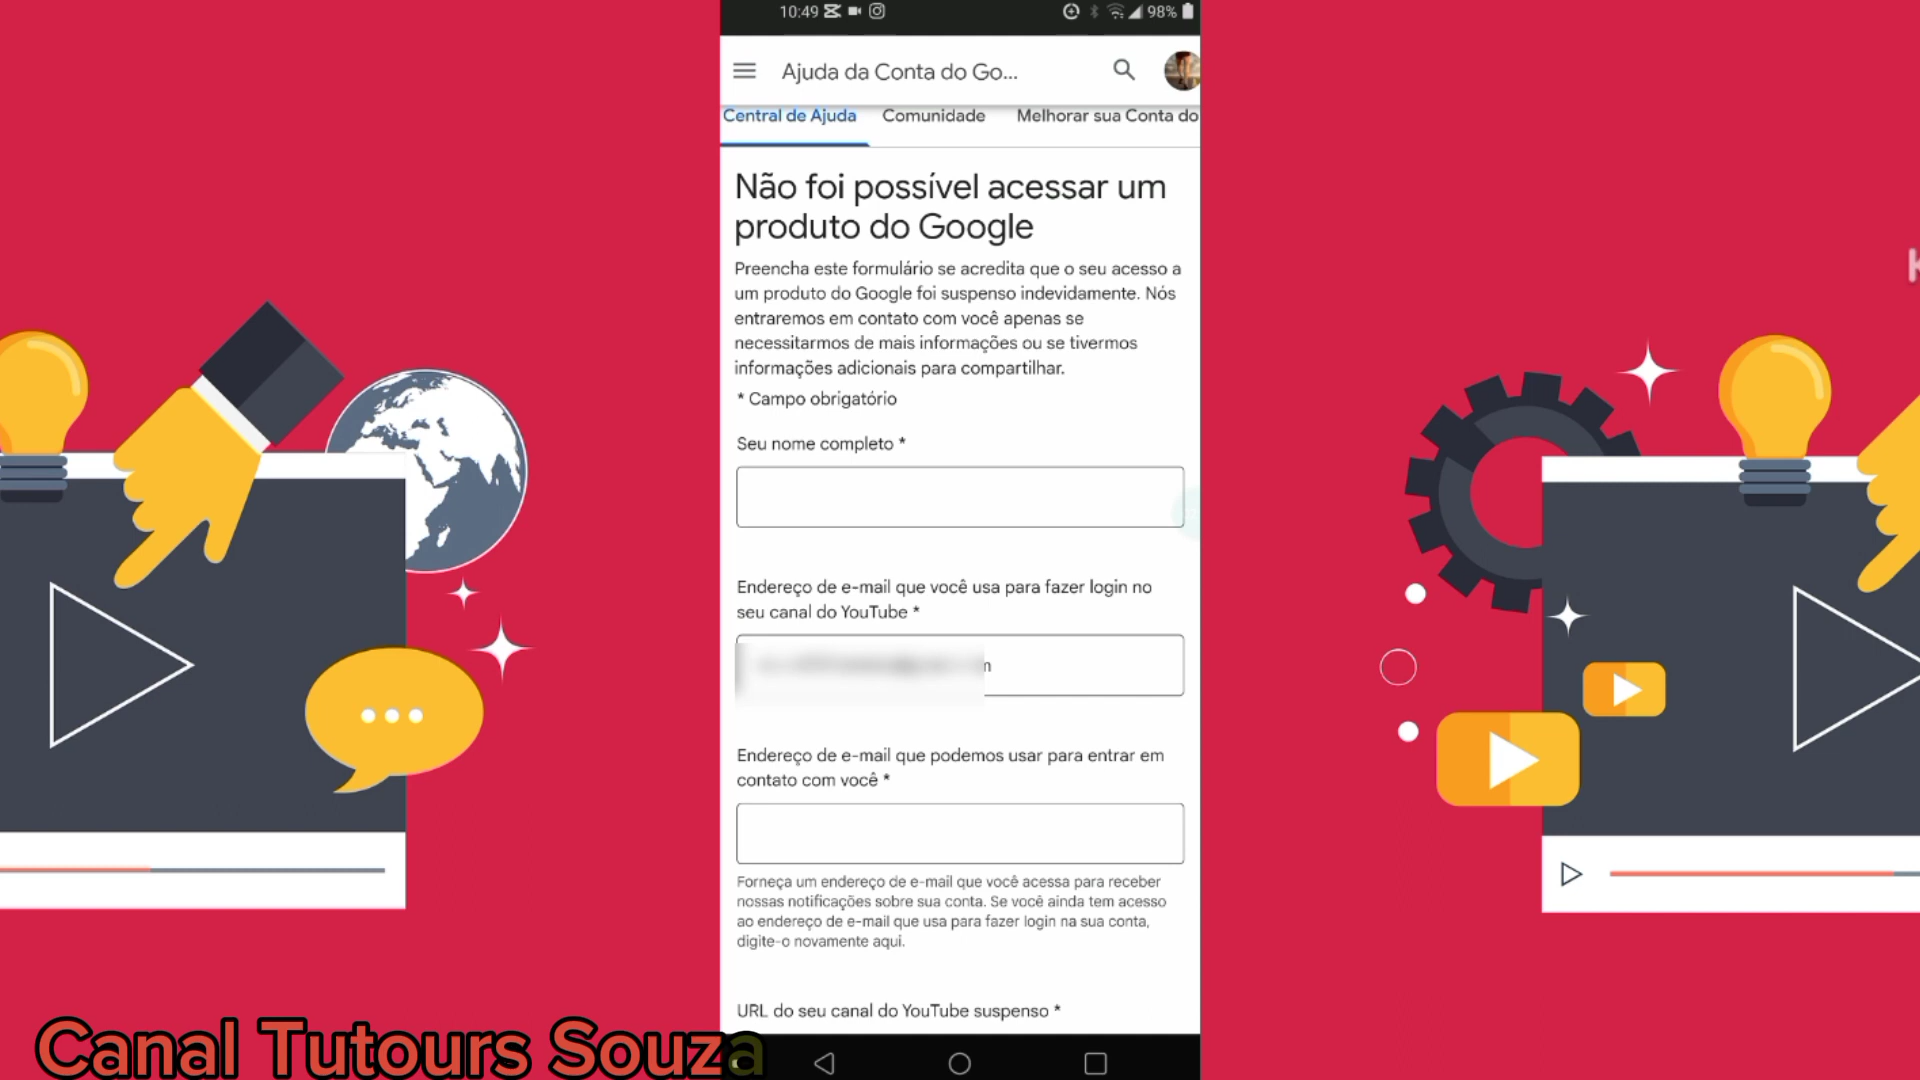 10:49
98%
Ajuda da Conta do Go...
Central de Ajuda Comunidade Melhorar sua Conta do
Não foi possível acessar um
produto do Google
Preencha este formulário se acredita que o seu acesso a
um produto do Google foi suspenso indevidamente. Nós
entraremos em contato com você apenas se
necessitarmos de mais informações ou se tivermos
informações adicionais para compartilhar.
* Campo obrigatório
Seu nome completo *
Endereço de e-mail que você usa para fazer login no
seu canal do YouTube *
Endereço de e-mail que podemos usar para entrar em
contato com você *
Forneça um endereço de e-mail que você acessa para receber
nossas notificações sobre sua conta. Se você ainda tem acesso
ao endereço de e-mail que usa para fazer login na sua conta,
digite-o novamente aqui.
URL do seu canal do YouTube suspenso *
Canal Tutours Souza